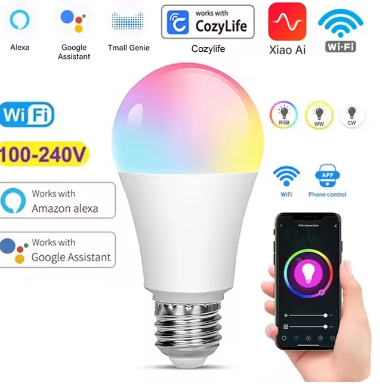 Alexa
Google
Assistant
Tmall Genie
works with
CozyLife
Cozylife
Xiao Ai
Wi-Fi
WiFi
100-240V
RGB
WW
CW
WiFi
APP
Phone control
Works with
Amazon alexa
Works with
Google Assistant